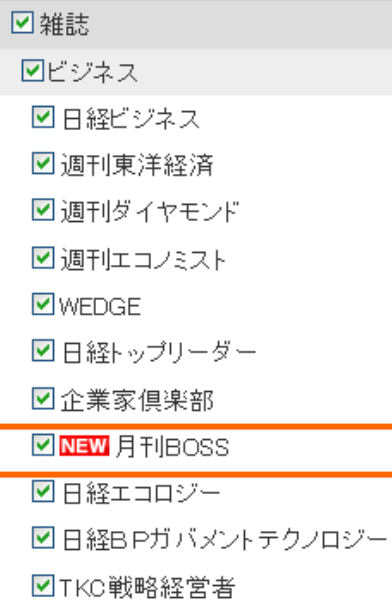 雑誌
ビジネス
日経ビジネス
週刊東洋経済
週刊ダイヤモンド
週刊エコノミスト
WEDGE
日経トップリーダー
企業家倶楽部
NEW 月刊BOSS
日経エコロジー
日経BPガバメントテクノロジー
TKC戦略経営者